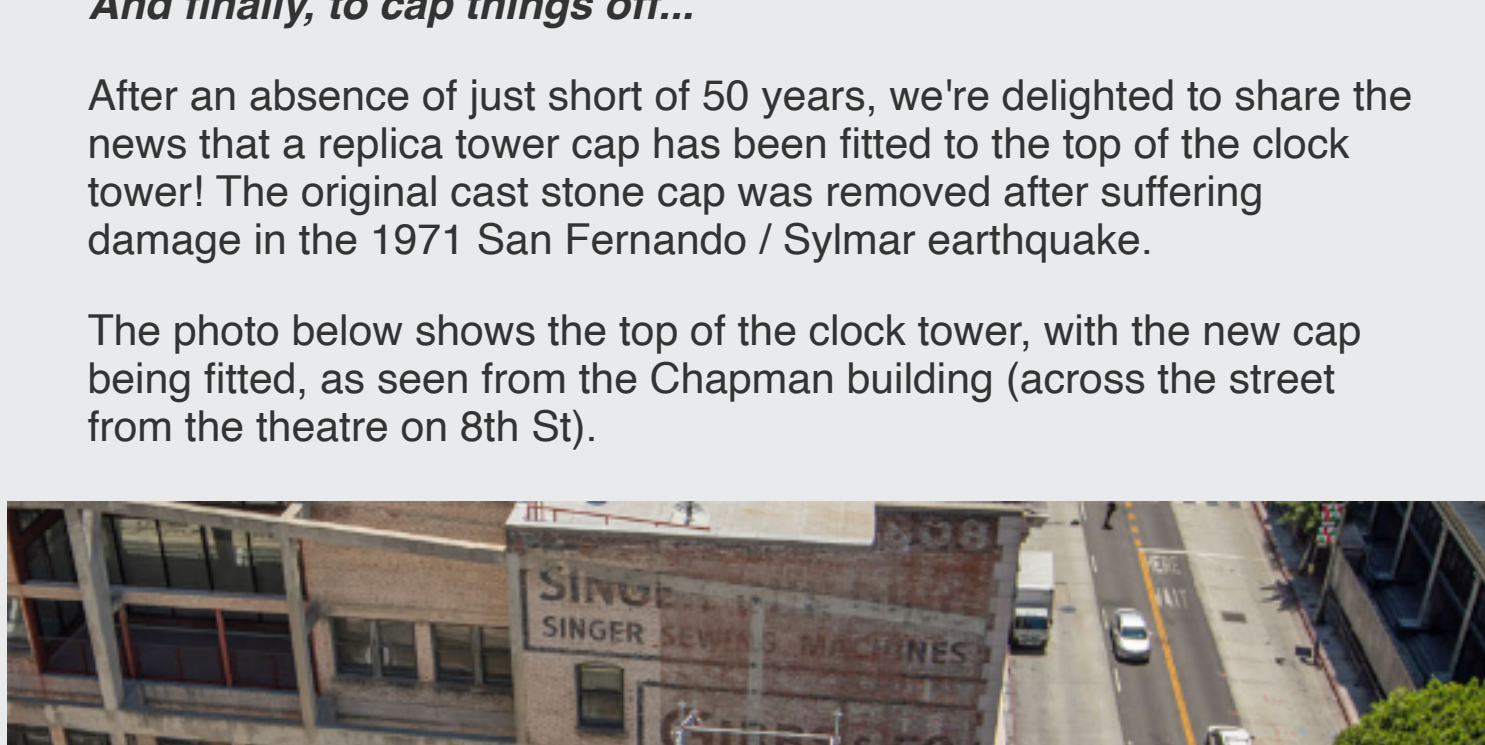 And finally, to cap things off...
After an absence of just short of 50 years, we're delighted to share the
news that a replica tower cap has been fitted to the top of the clock
tower! The original cast stone cap was removed after suffering
damage in the 1971 San Fernando / Sylmar earthquake.
The photo below shows the top of the clock tower, with the new cap
being fitted, as seen from the Chapman building (across the street
from the theatre on 8th St).
808
SINGER
SINGER SEWING MACHINES